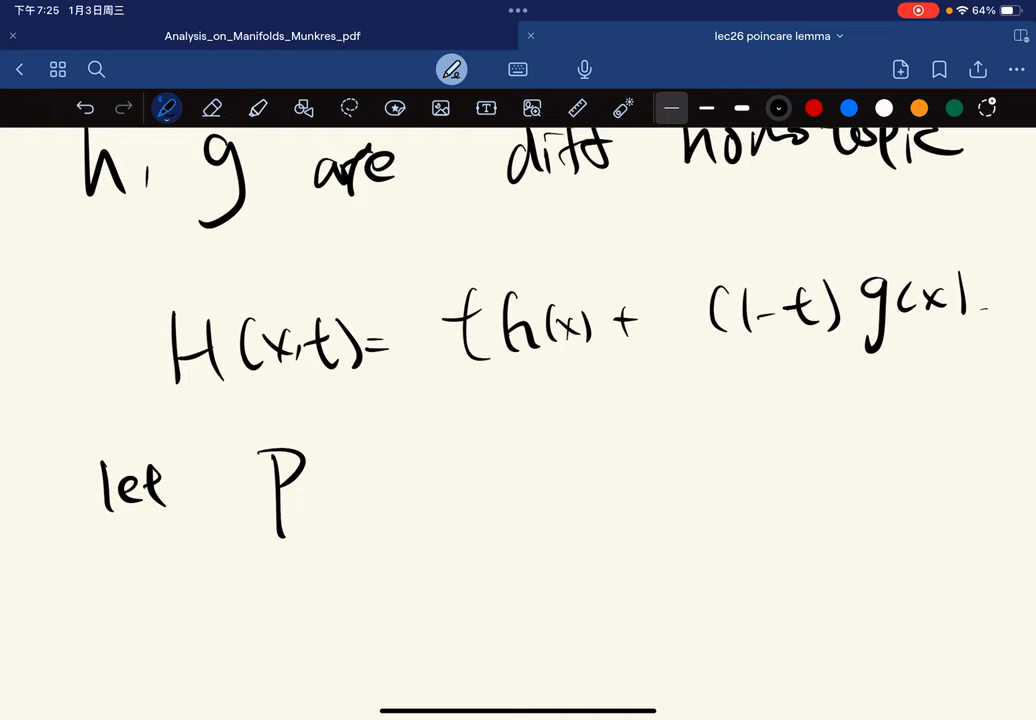 下午7:25 1月3日周三
64%
Analysis_on_Manifolds_Munkres_pdf
lec26 poincare lemma
h, g are diff homotopic
H(x,t)= th(x) + (1-t)g(x).
let P